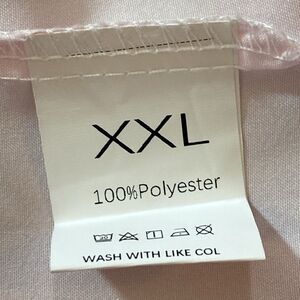 XXL
100%Polyester
WASH WITH LIKE COL